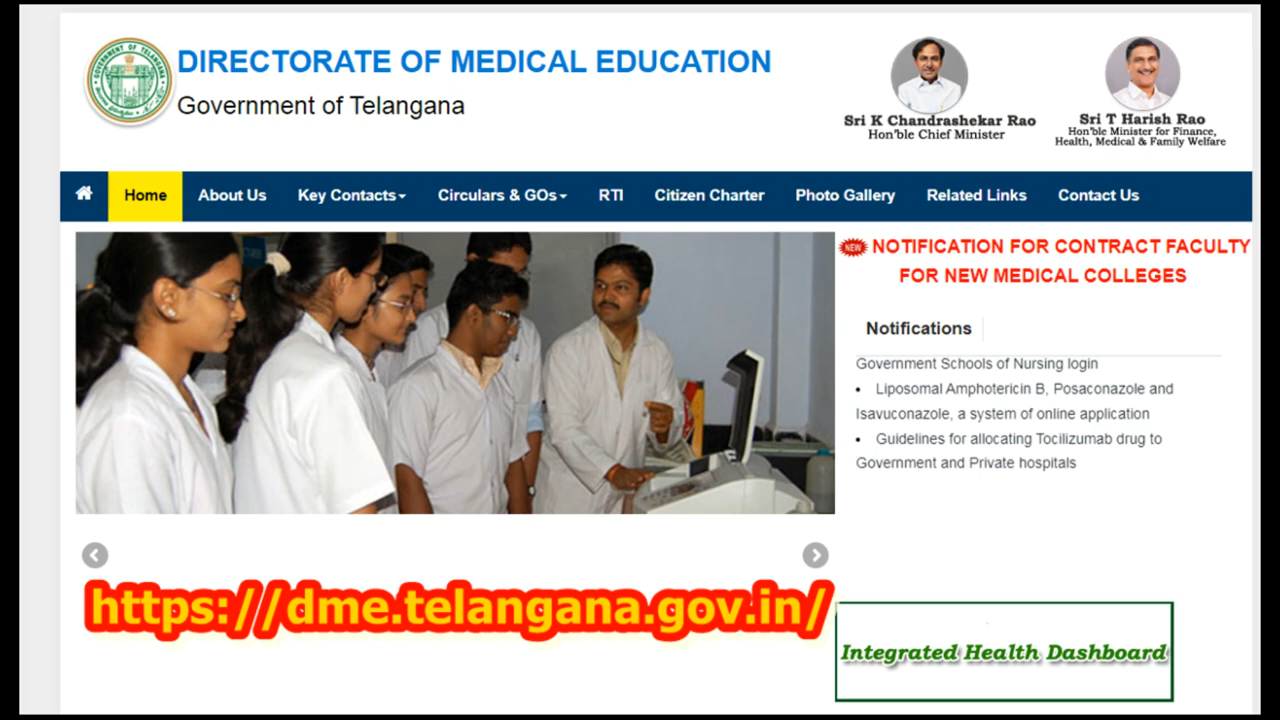 GOVERNMENT OF TELANGANA
DIRECTORATE OF MEDICAL EDUCATION
Government of Telangana
Sri K Chandrashekar Rao
Hon'ble Chief Minister
Sri T Harish Rao
Hon'ble Minister for Finance,
Health, Medical & Family Welfare
Home About Us Key Contacts Circulars & GOs RTI Citizen Charter Photo Gallery Related Links Contact Us
NEW NOTIFICATION FOR CONTRACT FACULTY
FOR NEW MEDICAL COLLEGES
Notifications
Government Schools of Nursing login
• Liposomal Amphotericin B, Posaconazole and
Isavuconazole, a system of online application
• Guidelines for allocating Tocilizumab drug to
Government and Private hospitals
https://dme.telangana.gov.in/
Integrated Health Dashboard